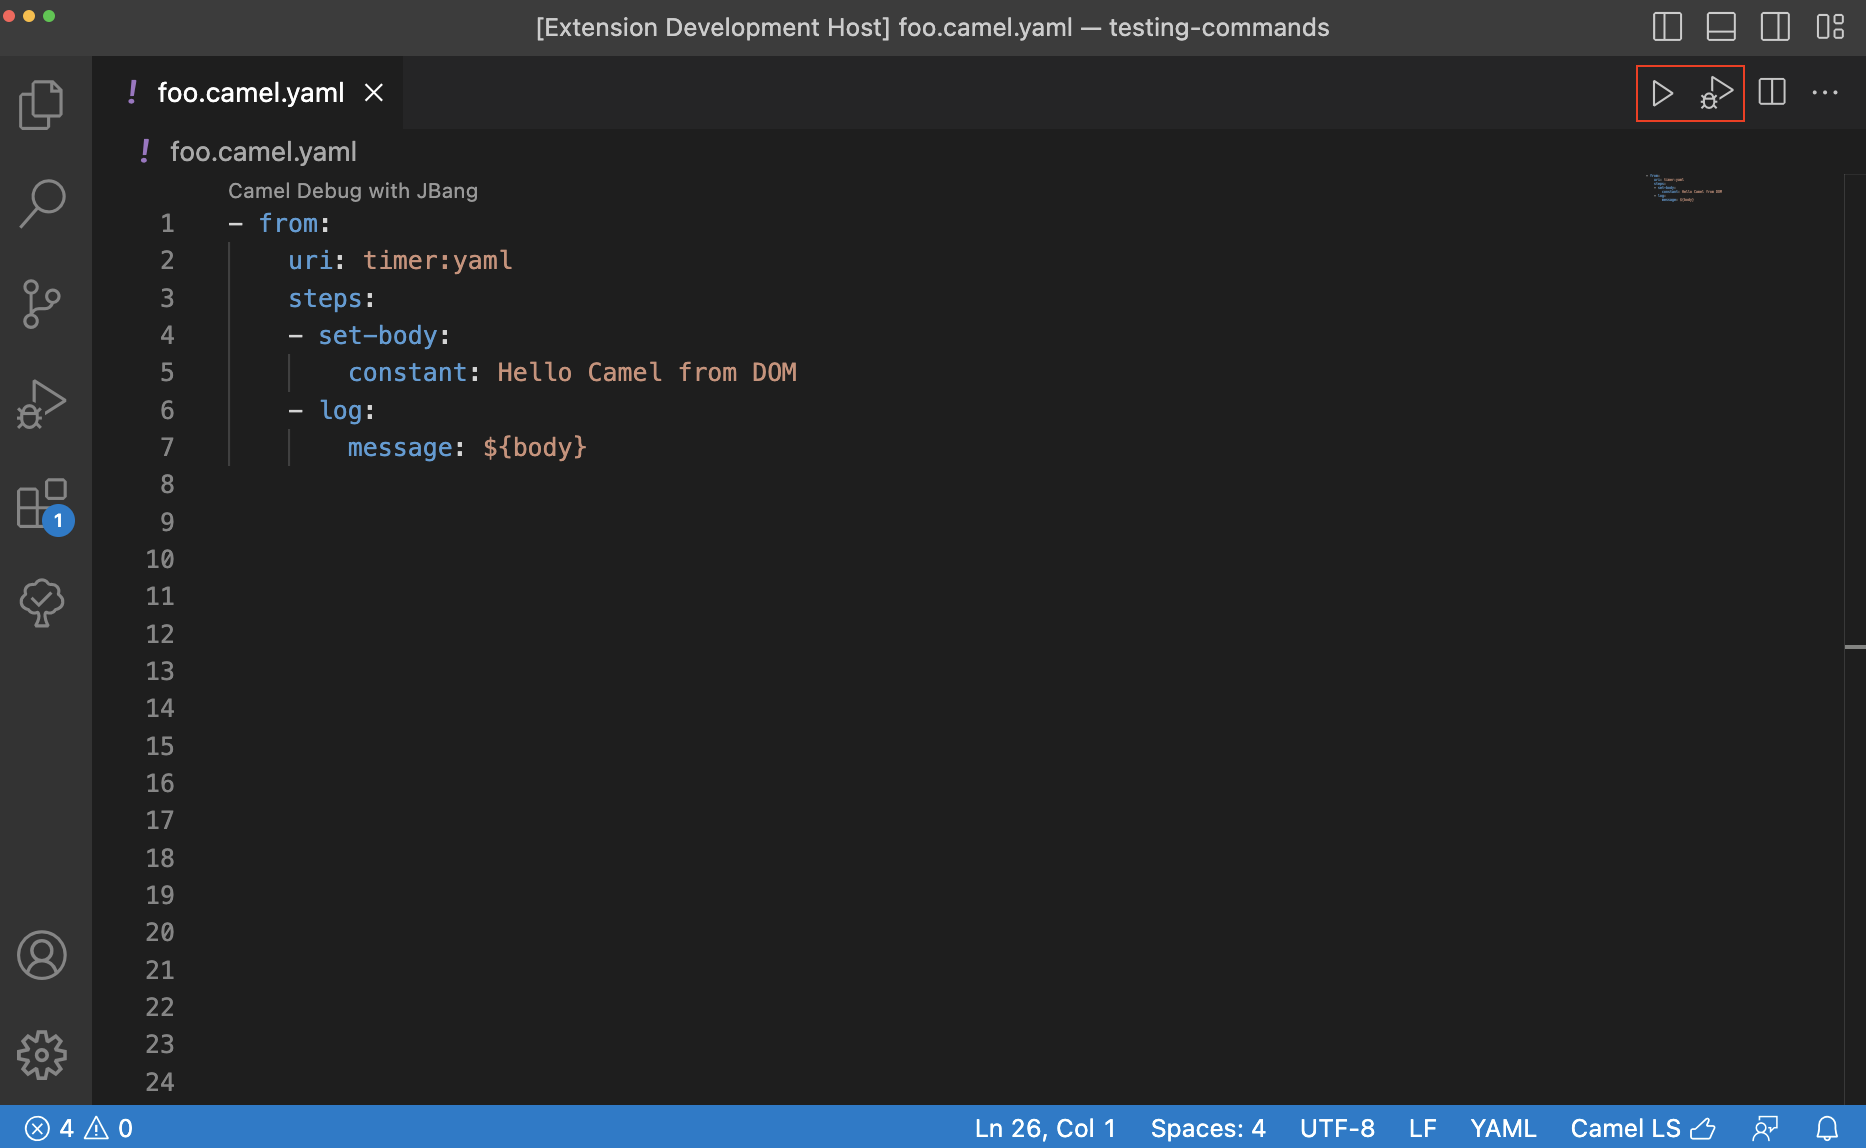 [Extension Development Host] foo.camel.yaml — testing-commands
! foo.camel.yaml
! foo.camel.yaml
Camel Debug with JBang
1 - from:
2 uri: timer:yaml
3 steps:
4 - set-body:
5 constant: Hello Camel from DOM
6 - log:
7 message: ${body}
8
9
10
11
12
13
14
15
16
17
18
19
20
21
22
23
24
1
4 0 Ln 26, Col 1 Spaces: 4 UTF-8 LF YAML Camel LS